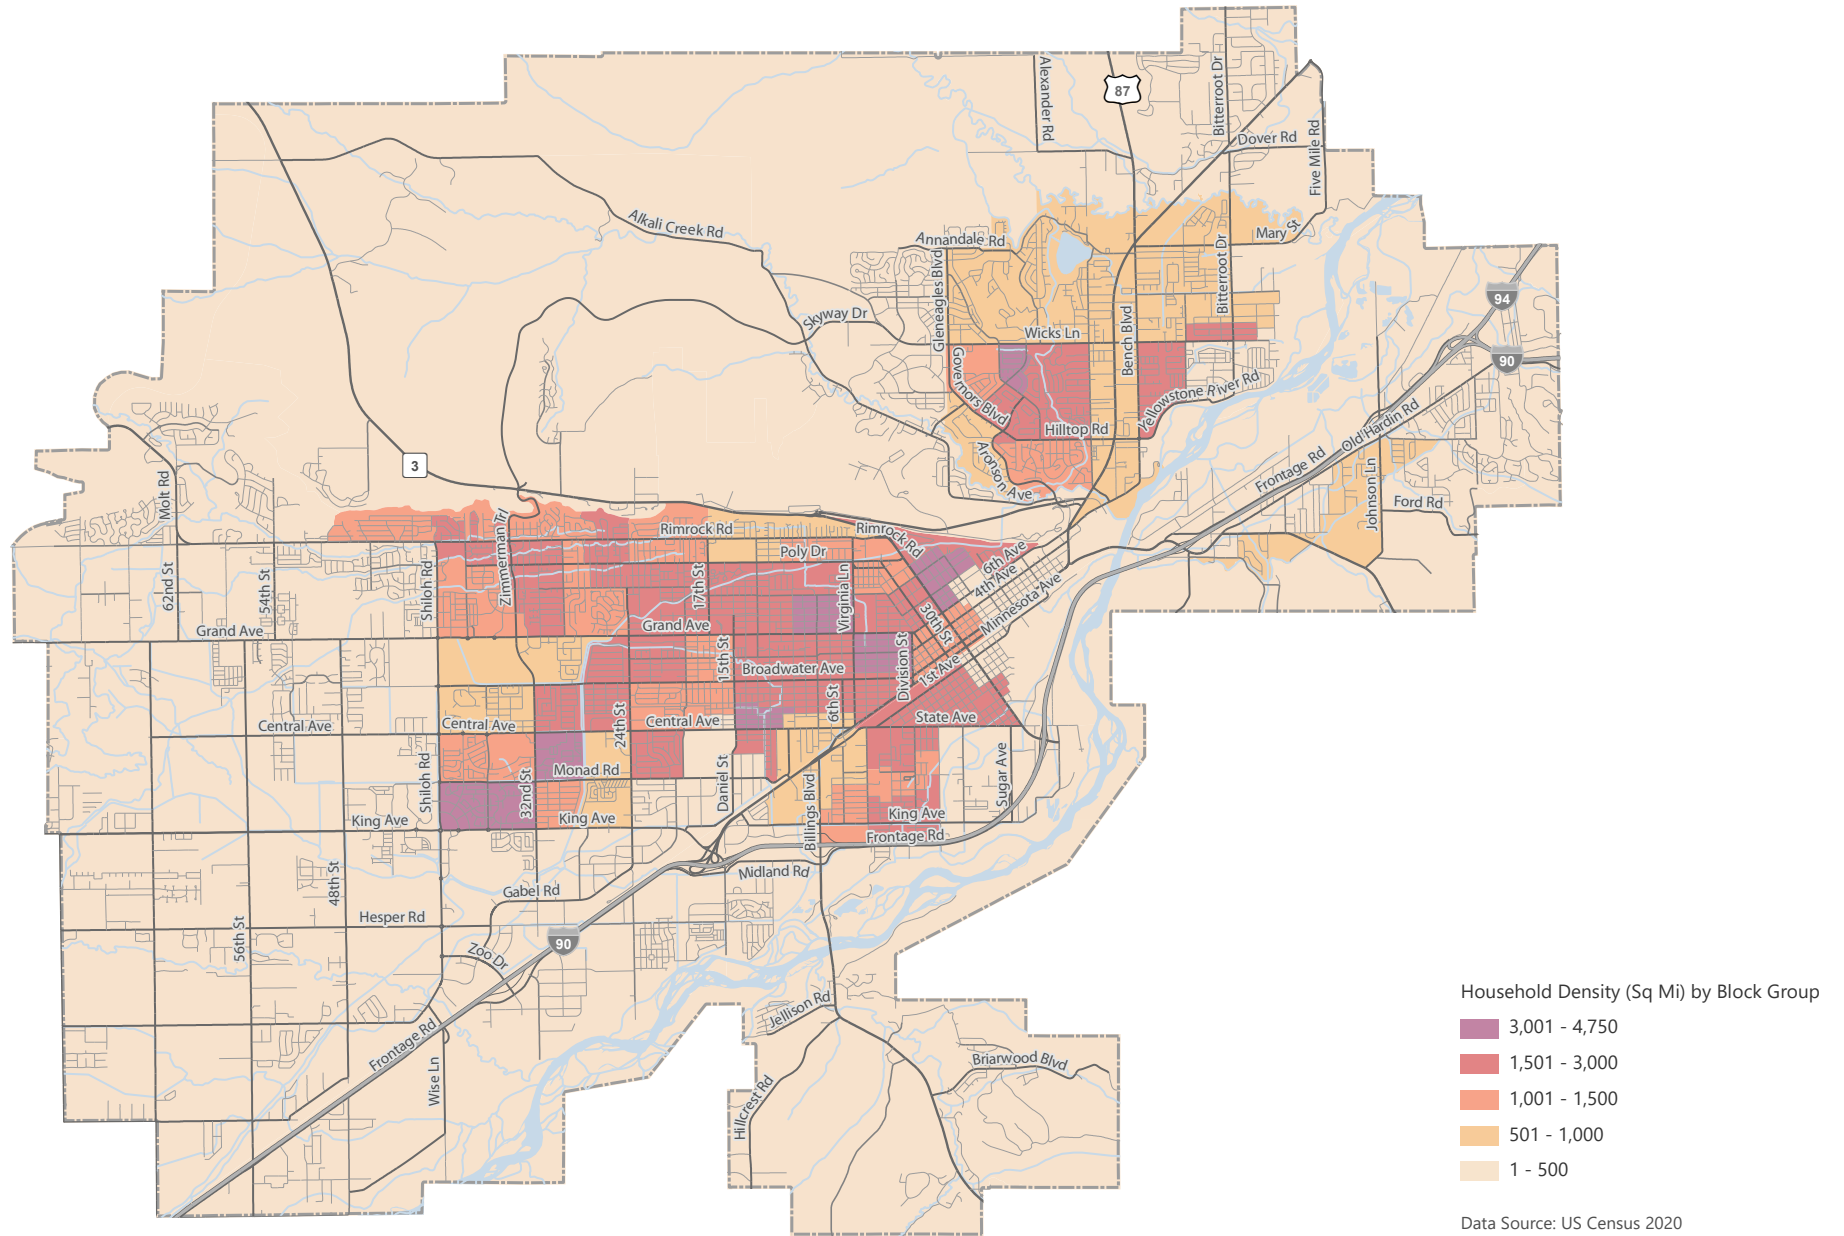 Alexander Rd
87
Bitterroot Dr
Dover Rd
Five Mile Rd
Alkali Creek Rd
Annandale Rd
Mary St
Gleneagles Blvd
Bitterroot Dr
94
Skyway Dr
Wicks Ln
Bench Blvd
90
Governors Blvd
Yellowstone River Rd
Hilltop Rd
Old Hardin Rd
3
Aronson Ave
Frontage Rd
Johnson Ln
Ford Rd
Molt Rd
Zimmerman Trl
Rimrock Rd
Rimrock Rd
Poly Dr
6th Ave
4th Ave
Minnesota Ave
62nd St
54th St
Shiloh Rd
17th St
Virginia Ln
30th St
Grand Ave
Grand Ave
15th St
Broadwater Ave
Division St
1st Ave
6th St
Central Ave
Central Ave
24th St
Central Ave
State Ave
Shiloh Rd
32nd St
Monad Rd
Daniel St
Billings Blvd
Sugar Ave
King Ave
King Ave
King Ave
Frontage Rd
48th St
Gabel Rd
Midland Rd
Hesper Rd
56th St
90
Zoo Dr
Jellison Rd
Frontage Rd
Wise Ln
Briarwood Blvd
Hillcrest Rd
Household Density (Sq Mi) by Block Group
3,001 - 4,750
1,501 - 3,000
1,001 - 1,500
501 - 1,000
1 - 500
Data Source: US Census 2020